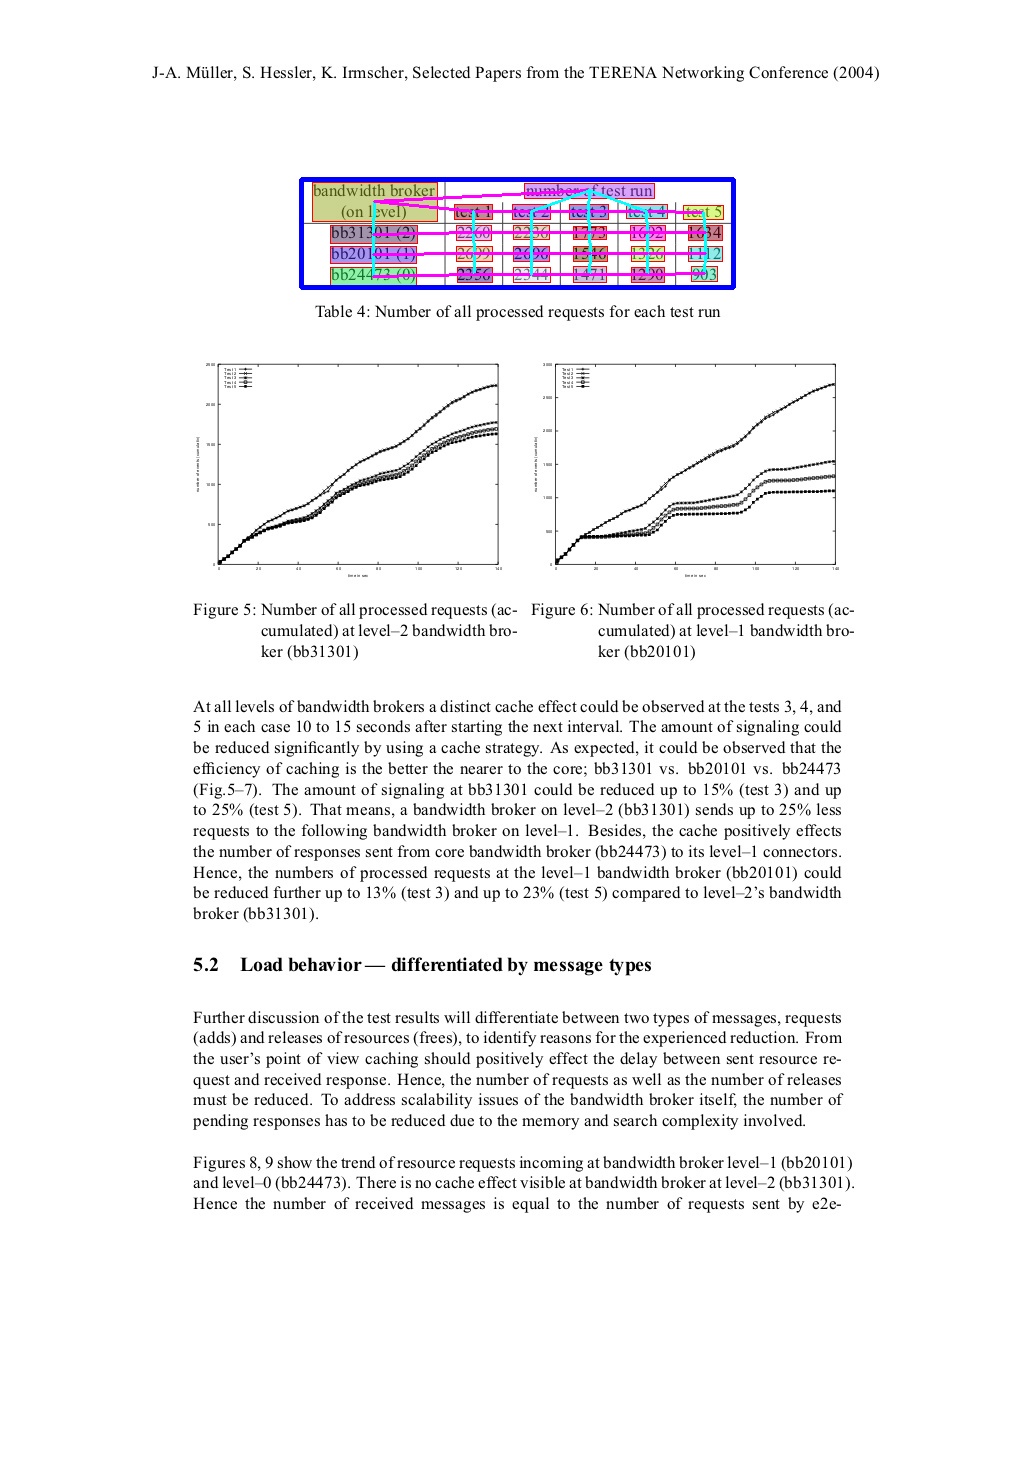 J-A. Müller, S. Hessler, K. Irmscher, Selected Papers from the TERENA Networking Conference (2004)
bandwidth broker number of test run
(on level) test 1 test 2 test 3 test 4 test 5
bb31301 (2) 2260 2236 1773 1692 1634
bb20101 (1) 2699 2696 1546 1326 1112
bb24473 (0) 2356 2344 1471 1290 903
Table 4: Number of all processed requests for each test run
Figure 5: Number of all processed requests (ac-
cumulated) at level–2 bandwidth bro-
ker (bb31301)
Figure 6: Number of all processed requests (ac-
cumulated) at level–1 bandwidth bro-
ker (bb20101)
At all levels of bandwidth brokers a distinct cache effect could be observed at the tests 3, 4, and
5 in each case 10 to 15 seconds after starting the next interval. The amount of signaling could
be reduced significantly by using a cache strategy. As expected, it could be observed that the
efficiency of caching is the better the nearer to the core; bb31301 vs. bb20101 vs. bb24473
(Fig.5–7). The amount of signaling at bb31301 could be reduced up to 15% (test 3) and up
to 25% (test 5). That means, a bandwidth broker on level–2 (bb31301) sends up to 25% less
requests to the following bandwidth broker on level–1. Besides, the cache positively effects
the number of responses sent from core bandwidth broker (bb24473) to its level–1 connectors.
Hence, the numbers of processed requests at the level–1 bandwidth broker (bb20101) could
be reduced further up to 13% (test 3) and up to 23% (test 5) compared to level–2's bandwidth
broker (bb31301).
5.2 Load behavior — differentiated by message types
Further discussion of the test results will differentiate between two types of messages, requests
(adds) and releases of resources (frees), to identify reasons for the experienced reduction. From
the user's point of view caching should positively effect the delay between sent resource re-
quest and received response. Hence, the number of requests as well as the number of releases
must be reduced. To address scalability issues of the bandwidth broker itself, the number of
pending responses has to be reduced due to the memory and search complexity involved.
Figures 8, 9 show the trend of resource requests incoming at bandwidth broker level–1 (bb20101)
and level–0 (bb24473). There is no cache effect visible at bandwidth broker at level–2 (bb31301).
Hence the number of received messages is equal to the number of requests sent by e2e-